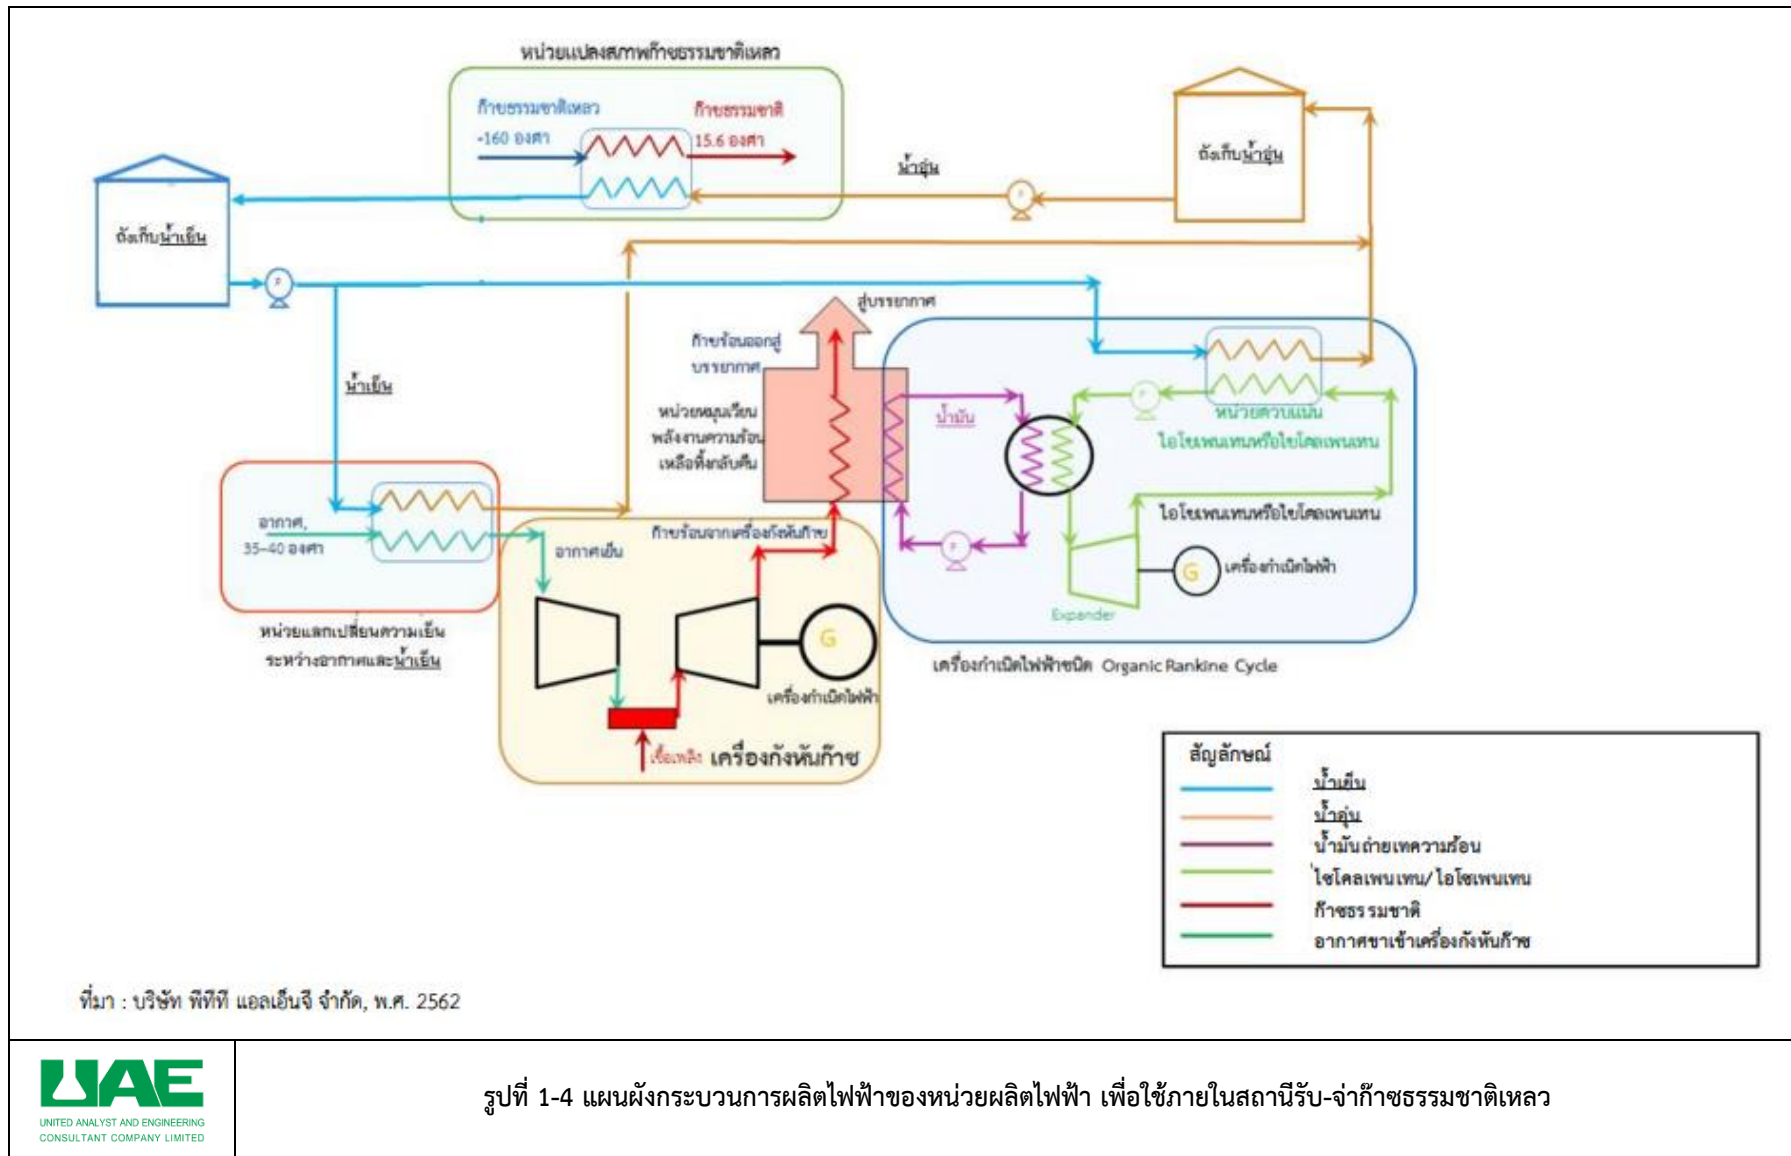 หน่วยแปลงสภาพก๊าซธรรมชาติเหลว
ก๊าซธรรมชาติเหลว
-160 องศา
ก๊าซธรรมชาติ
15.6 องศา
ถังเก็บน้ำอุ่น
น้ำอุ่น
P
ถังเก็บน้ำเย็น
P
น้ำเย็น
สู่บรรยากาศ
ก๊าซร้อนออกสู่
บรรยากาศ
หน่วยหมุนเวียน
พลังงานความร้อน
เหลือทิ้งกลับคืน
น้ำมัน
P
หน่วยควบแน่น
ไอโซเพนเทนหรือไซโคลเพนเทน
ไอโซเพนเทนหรือไซโคลเพนเทน
P
G
เครื่องกำเนิดไฟฟ้า
Expander
เครื่องกำเนิดไฟฟ้าชนิด Organic Rankine Cycle
อากาศ,
35-40 องศา
หน่วยแลกเปลี่ยนความเย็น
ระหว่างอากาศและน้ำเย็น
อากาศเย็น
ก๊าซร้อนจากเครื่องกังหันก๊าซ
G
เครื่องกำเนิดไฟฟ้า
เชื้อเพลิง
เครื่องกังหันก๊าซ
สัญลักษณ์
น้ำเย็น
น้ำอุ่น
น้ำมันถ่ายเทความร้อน
ไซโคลเพนเทน/ไอโซเพนเทน
ก๊าซธรรมชาติ
อากาศขาเข้าเครื่องกังหันก๊าซ
ที่มา : บริษัท พีทีที แอลเอ็นจี จำกัด, พ.ศ. 2562
UAE
UNITED ANALYST AND ENGINEERING
CONSULTANT COMPANY LIMITED
รูปที่ 1-4 แผนผังกระบวนการผลิตไฟฟ้าของหน่วยผลิตไฟฟ้า เพื่อใช้ภายในสถานีรับ-จ่าก๊าซธรรมชาติเหลว